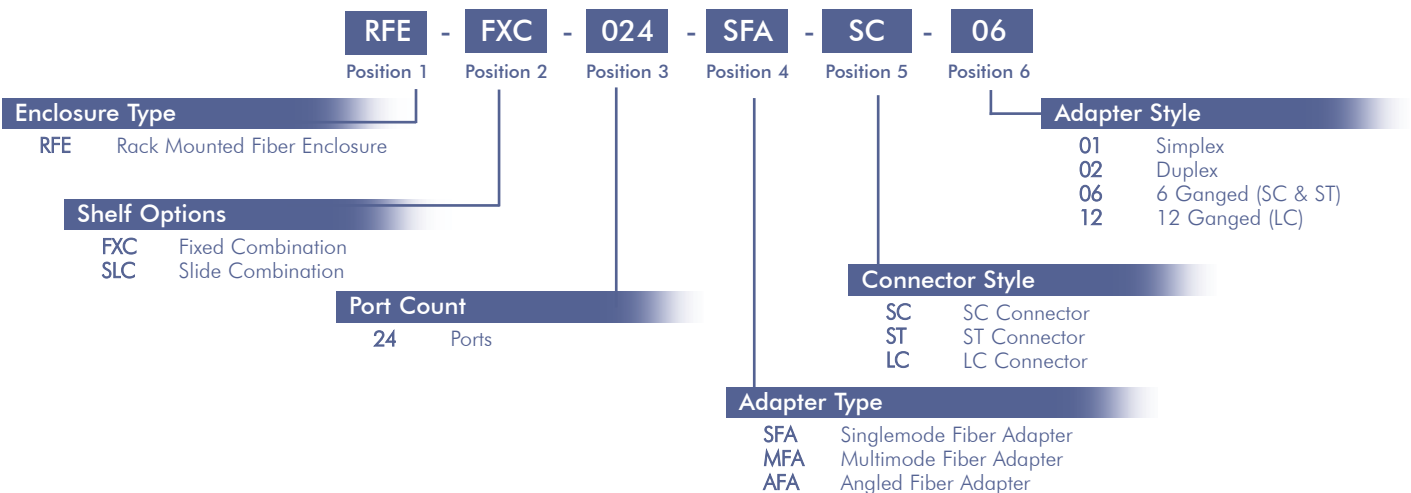 RFE - FXC - 024 - SFA - SC - 06
Position 1 Position 2 Position 3 Position 4 Position 5 Position 6
Enclosure Type
RFE Rack Mounted Fiber Enclosure
Adapter Style
01 Simplex
02 Duplex
06 6 Ganged (SC & ST)
12 12 Ganged (LC)
Shelf Options
FXC Fixed Combination
SLC Slide Combination
Connector Style
SC SC Connector
ST ST Connector
LC LC Connector
Port Count
24 Ports
Adapter Type
SFA Singlemode Fiber Adapter
MFA Multimode Fiber Adapter
AFA Angled Fiber Adapter